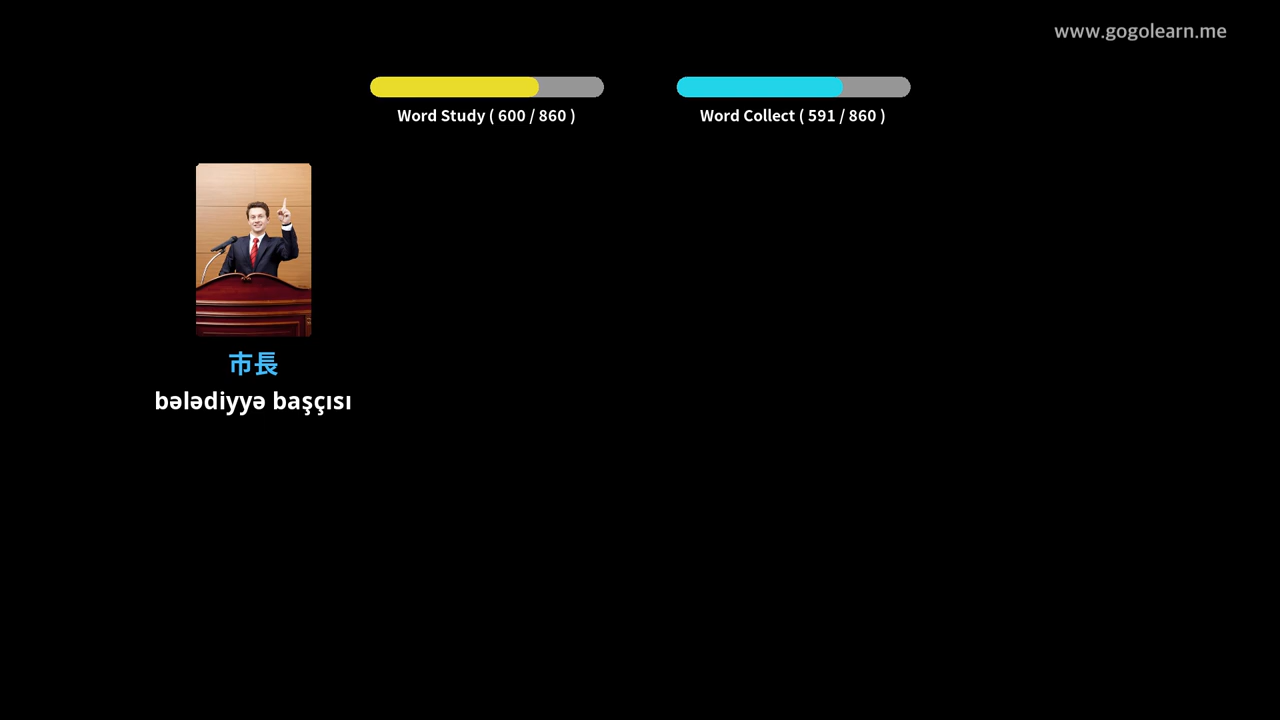 www.gogolearn.me
Word Study ( 600 / 860 )
Word Collect ( 591 / 860 )
市長
bələdiyyə başçısı